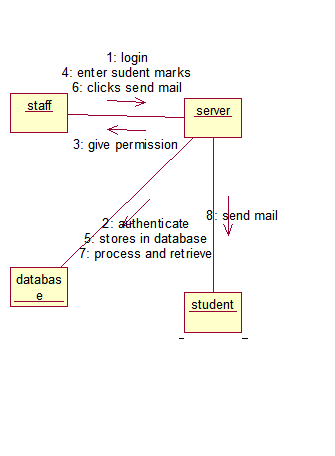 1: login
4: enter sudent marks
6: clicks send mail
staff
server
3: give permission
2: authenticate
8: send mail
5: stores in database
7: process and retrieve
databas
e
student